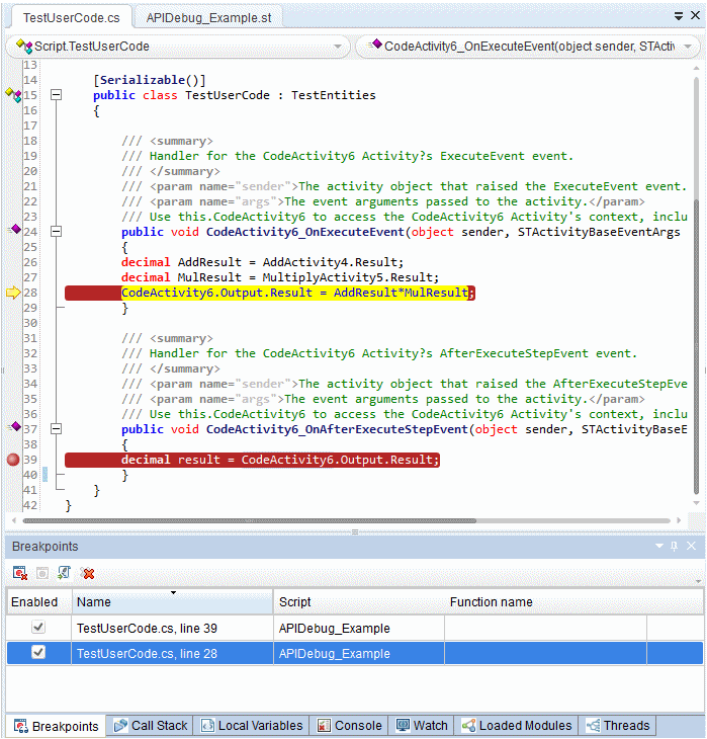 TestUserCode.cs APIDebug_Example.st
Script.TestUserCode CodeActivity6_OnExecuteEvent(object sender, STActiv
13
14 [Serializable()]
15 public class TestUserCode : TestEntities
16 {
17
18 /// <summary>
19 /// Handler for the CodeActivity6 Activity?s ExecuteEvent event.
20 /// </summary>
21 /// <param name="sender">The activity object that raised the ExecuteEvent event.
22 /// <param name="args">The event arguments passed to the activity.</param>
23 /// Use this.CodeActivity6 to access the CodeActivity6 Activity's context, inclu
24 public void CodeActivity6_OnExecuteEvent(object sender, STActivityBaseEventArgs
25 {
26 decimal AddResult = AddActivity4.Result;
27 decimal MulResult = MultiplyActivity5.Result;
28 CodeActivity6.Output.Result = AddResult*MulResult;
29 }
30
31 /// <summary>
32 /// Handler for the CodeActivity6 Activity?s AfterExecuteStepEvent event.
33 /// </summary>
34 /// <param name="sender">The activity object that raised the AfterExecuteStepEve
35 /// <param name="args">The event arguments passed to the activity.</param>
36 /// Use this.CodeActivity6 to access the CodeActivity6 Activity's context, inclu
37 public void CodeActivity6_OnAfterExecuteStepEvent(object sender, STActivityBaseE
38 {
39 decimal result = CodeActivity6.Output.Result;
40 }
41 }
42 }
Breakpoints
Enabled Name Script Function name
TestUserCode.cs, line 39 APIDebug_Example
TestUserCode.cs, line 28 APIDebug_Example
Breakpoints Call Stack Local Variables Console Watch Loaded Modules Threads